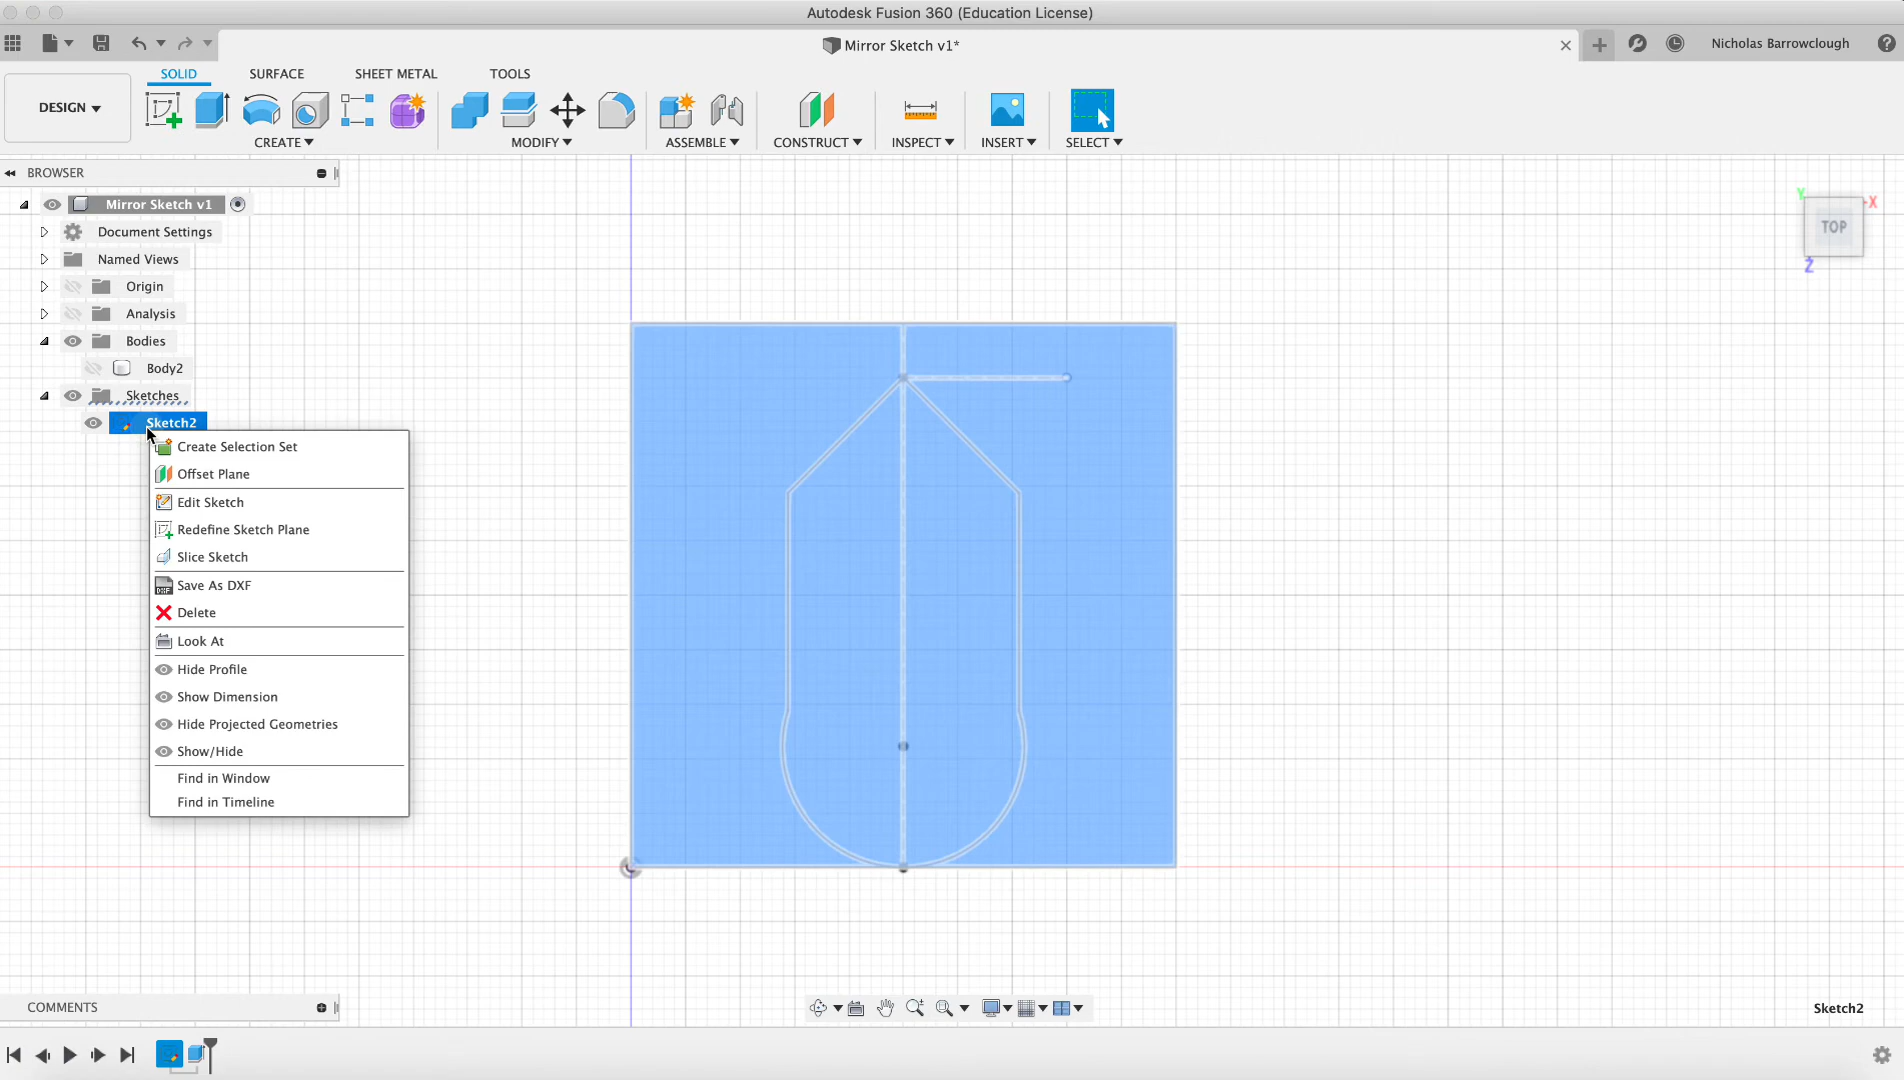 Autodesk Fusion 360 (Education License)
Mirror Sketch v1*
Nicholas Barrowclough
DESIGN
SOLID
SURFACE
SHEET METAL
TOOLS
CREATE
MODIFY
ASSEMBLE
CONSTRUCT
INSPECT
INSERT
SELECT
BROWSER
Mirror Sketch v1
Document Settings
Named Views
Origin
Analysis
Bodies
Body2
Sketches
Sketch2
Create Selection Set
Offset Plane
Edit Sketch
Redefine Sketch Plane
Slice Sketch
DXF
Save As DXF
Delete
Look At
Hide Profile
Show Dimension
Hide Projected Geometries
Show/Hide
Find in Window
Find in Timeline
Y
X
TOP
Z
COMMENTS
Sketch2